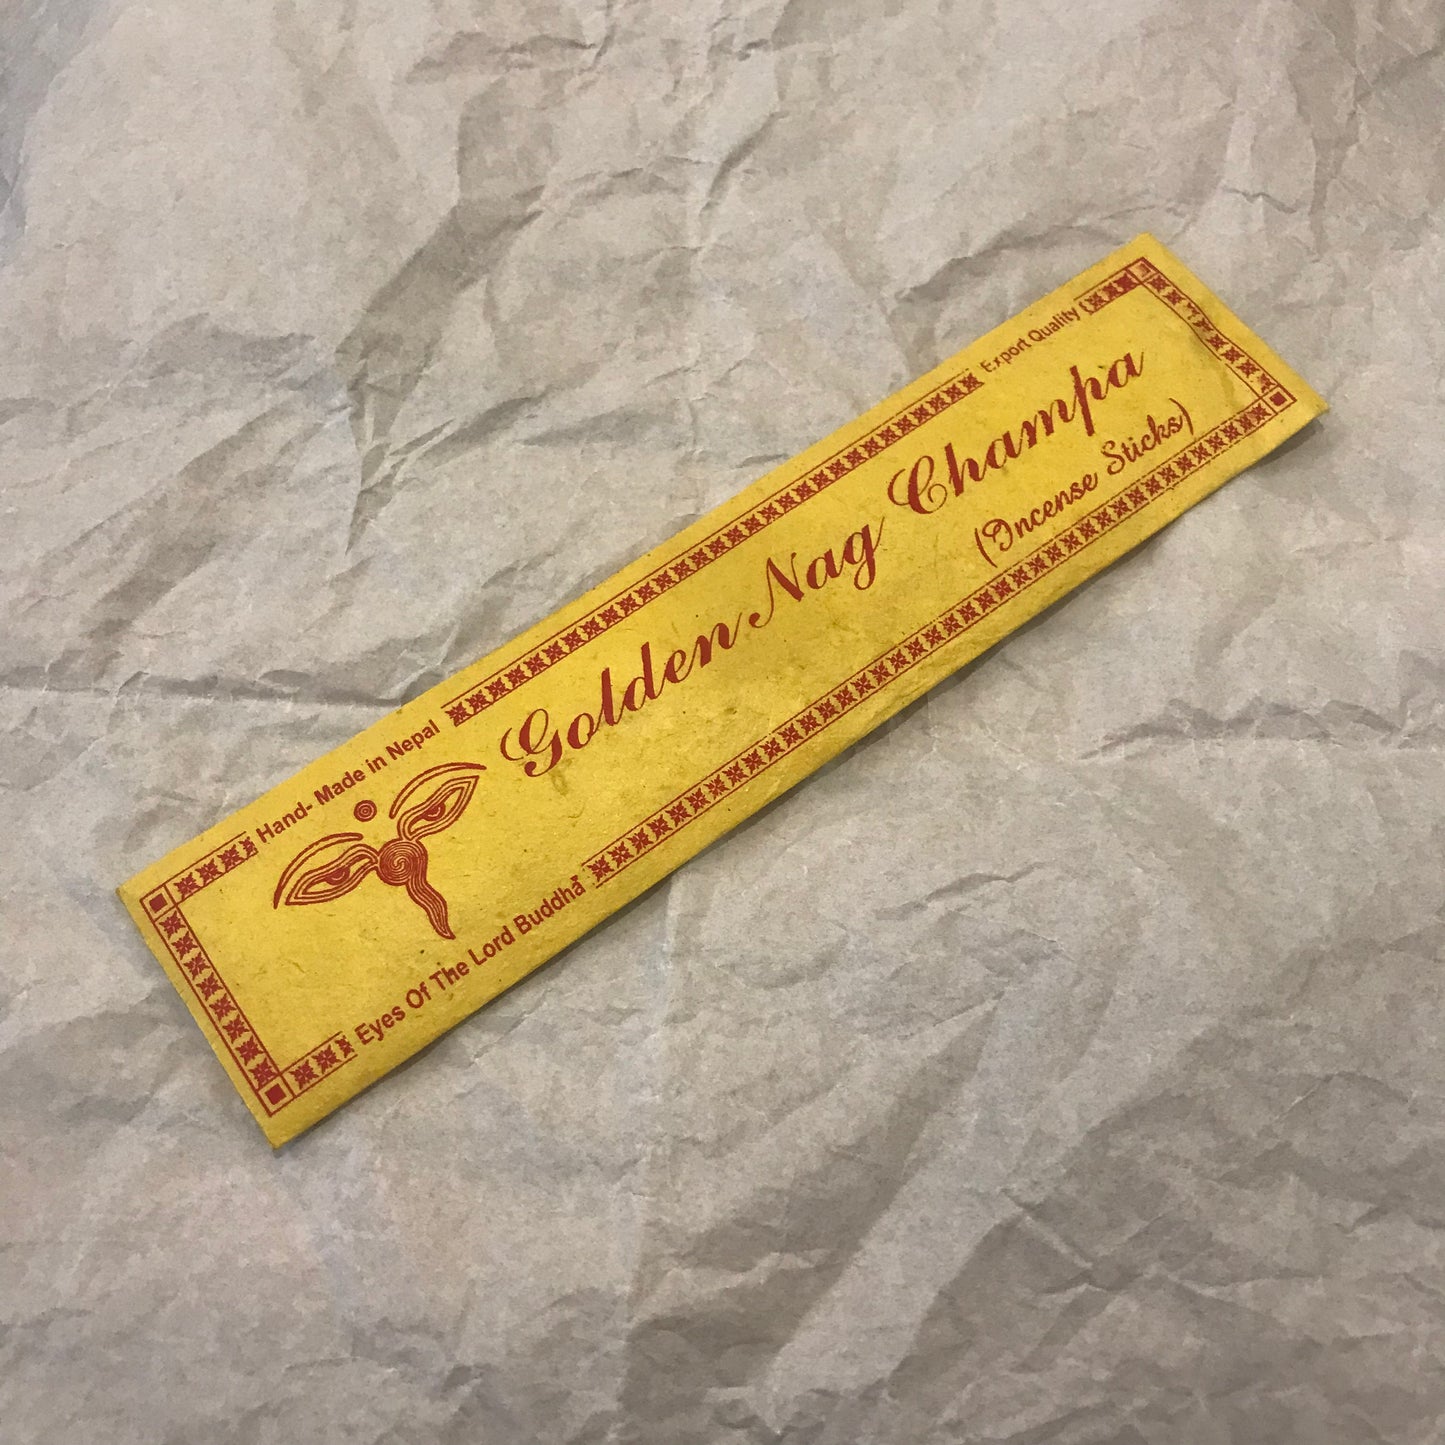 Hand- Made in Nepal
Export Quality
Golden Nag Champa
(Incense Sticks)
Eyes Of The Lord Buddha